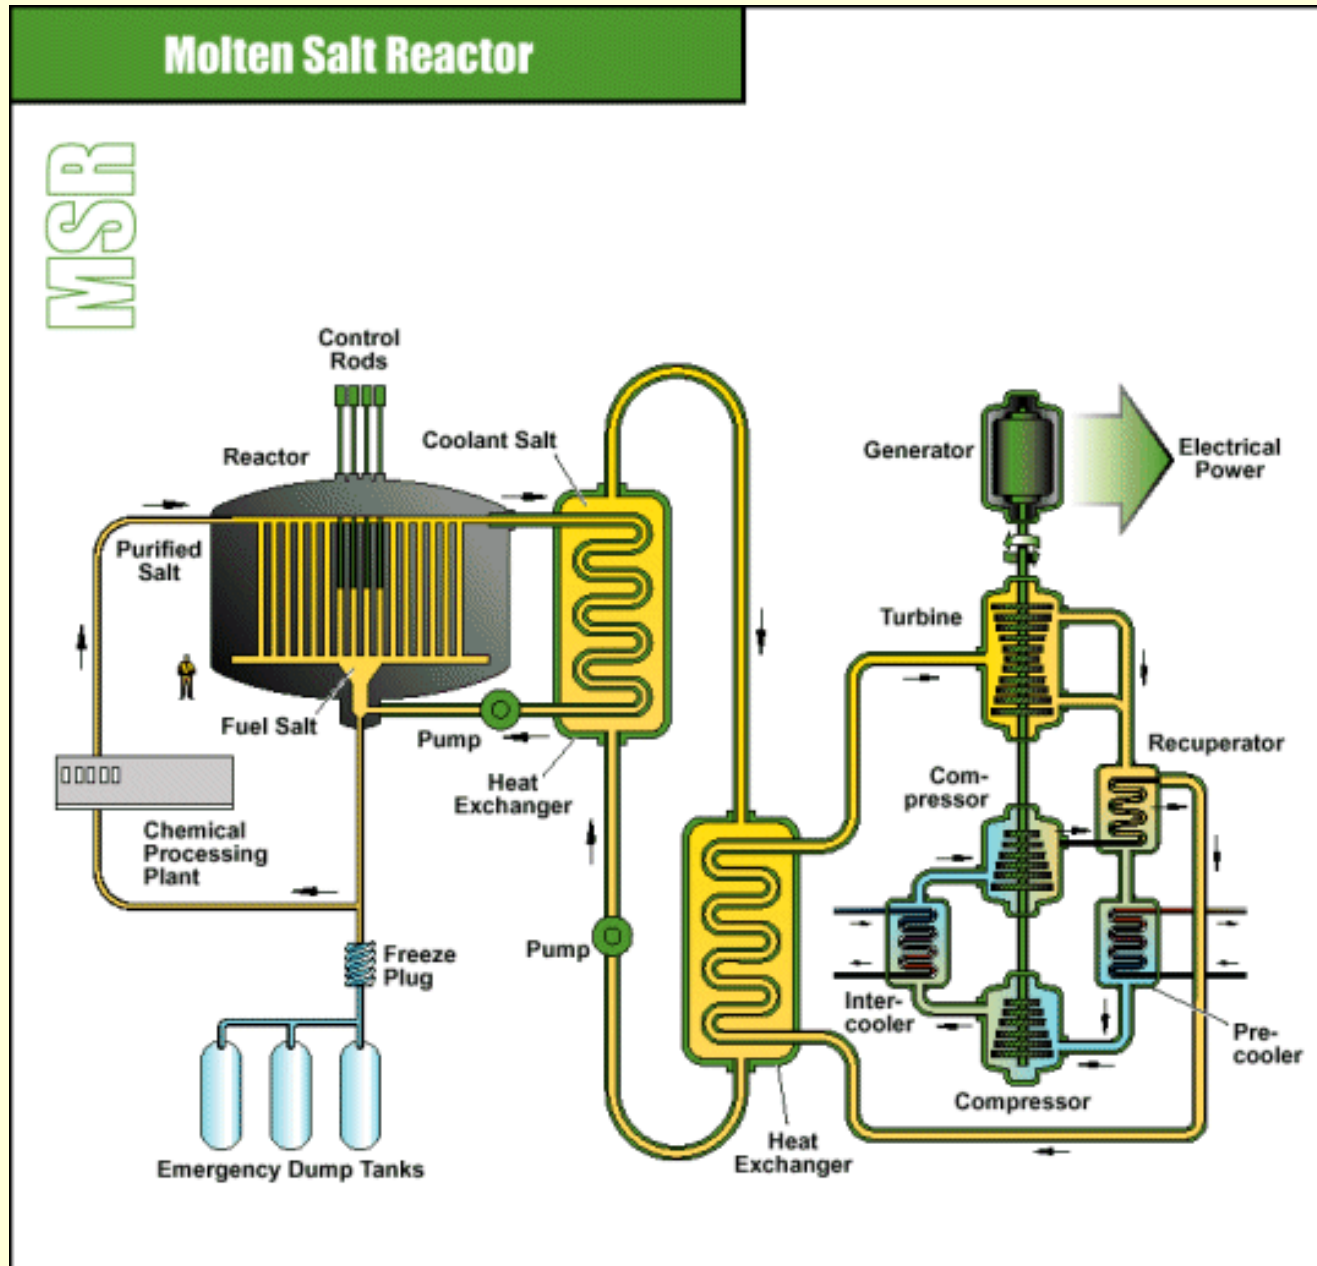 Molten Salt Reactor
MSR
Control
Rods
Reactor
Coolant Salt
Generator
Electrical
Power
Purified
Salt
Turbine
Fuel Salt
Pump
Heat
Exchanger
Recuperator
Com-
pressor
Chemical
Processing
Plant
Freeze
Plug
Pump
Inter-
cooler
Pre-
cooler
Compressor
Heat
Exchanger
Emergency Dump Tanks